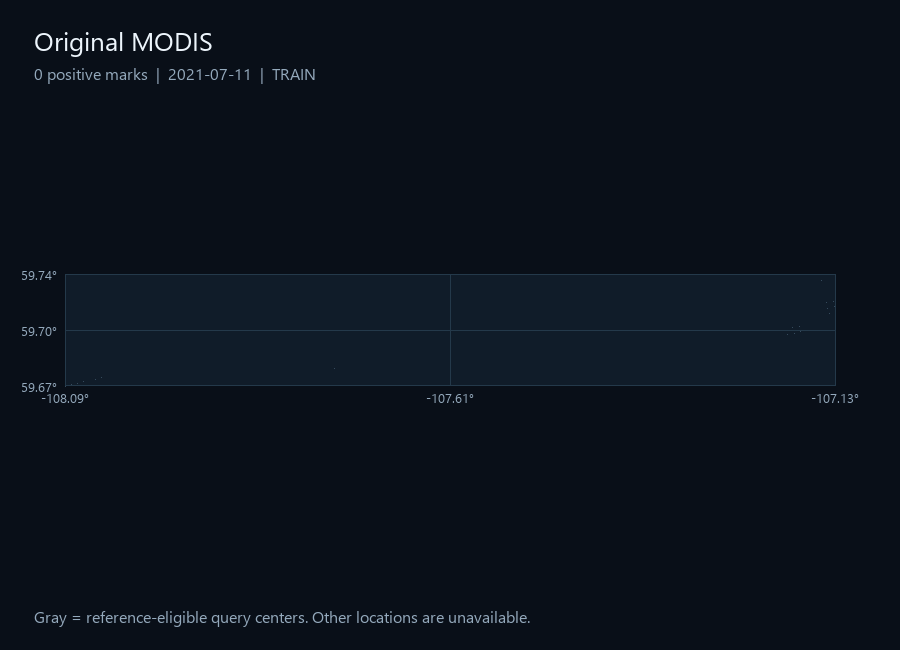 Original MODIS
0 positive marks | 2021-07-11 | TRAIN
59.74°
59.70°
59.67°
-108.09°
-107.61°
-107.13°
Gray = reference-eligible query centers. Other locations are unavailable.